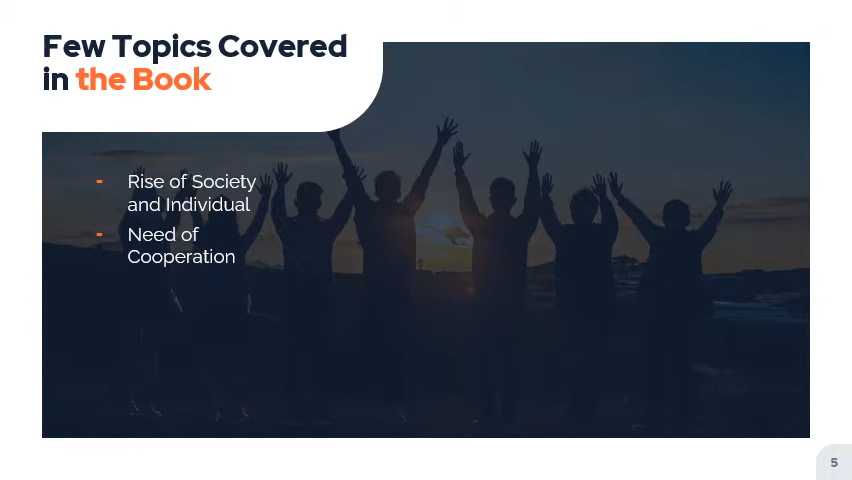 Few Topics Covered
in the Book
- Rise of Society
and Individual
- Need of
Cooperation
5